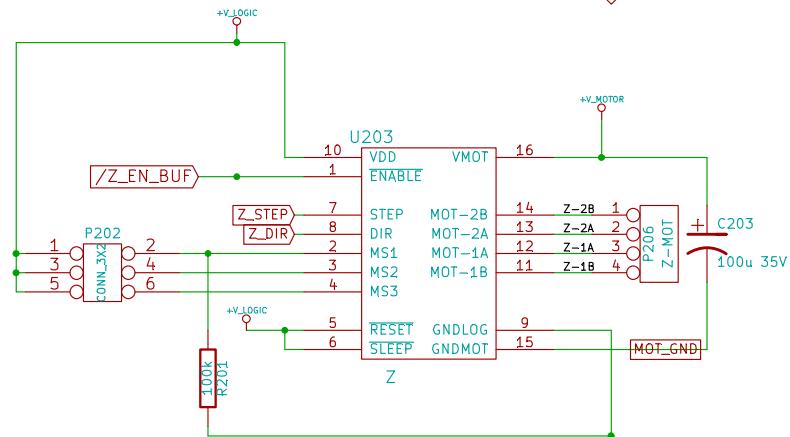 +V_LOGIC
+V_MOTOR
U203
10 VDD VMOT 16
/Z_EN_BUF 1 ENABLE
Z_STEP 7 STEP MOT-2B 14 Z-2B 1
Z_DIR 8 DIR MOT-2A 13 Z-2A 2
P202
1 2 2 MS1 MOT-1A 12 Z-1A 3
3 4 3 MS2 MOT-1B 11 Z-1B 4
5 6 4 MS3
CONN_3X2
P206
Z-MOT
C203
100u 35V
+V_LOGIC
5 RESET GNDLOG 9
6 SLEEP GNDMOT 15 MOT_GND
Z
100k
R201